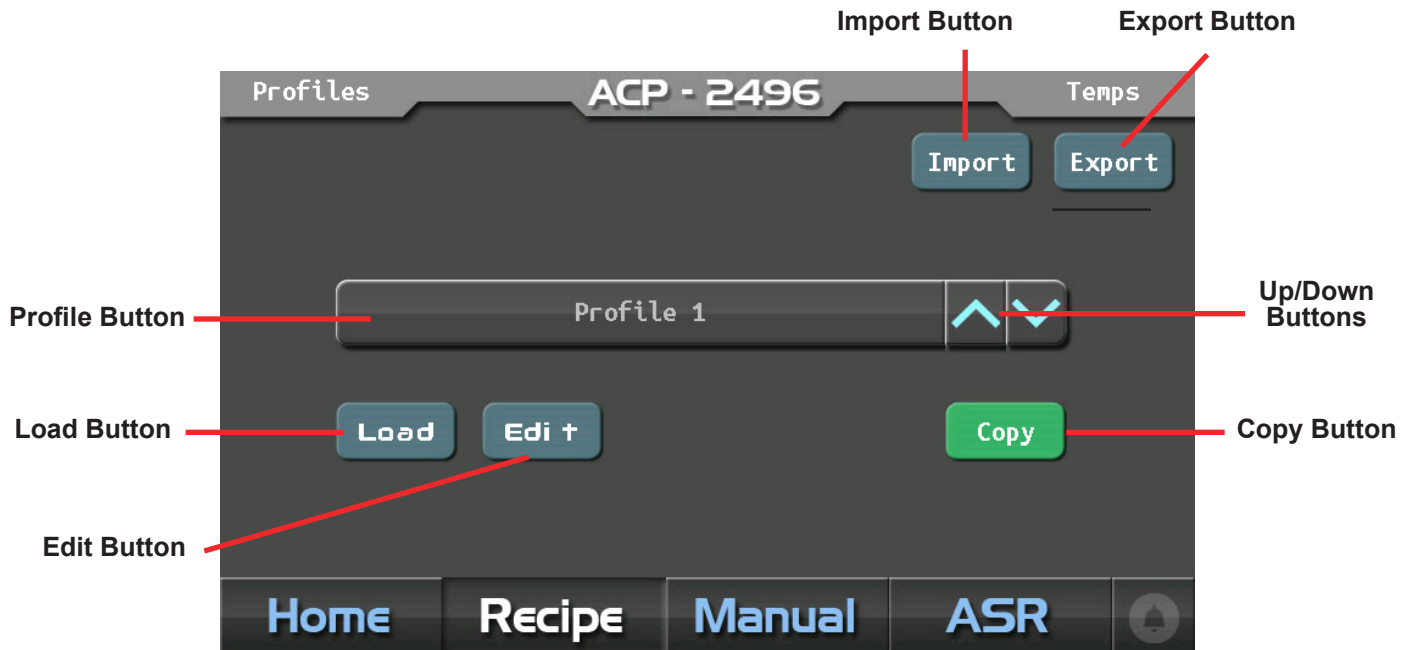 Import Button
Export Button
Profiles
ACP - 2496
Temps
Import
Export
Profile Button
Profile 1
Up/Down
Buttons
Load Button
Load
Edit
Copy
Copy Button
Edit Button
Home
Recipe
Manual
ASR